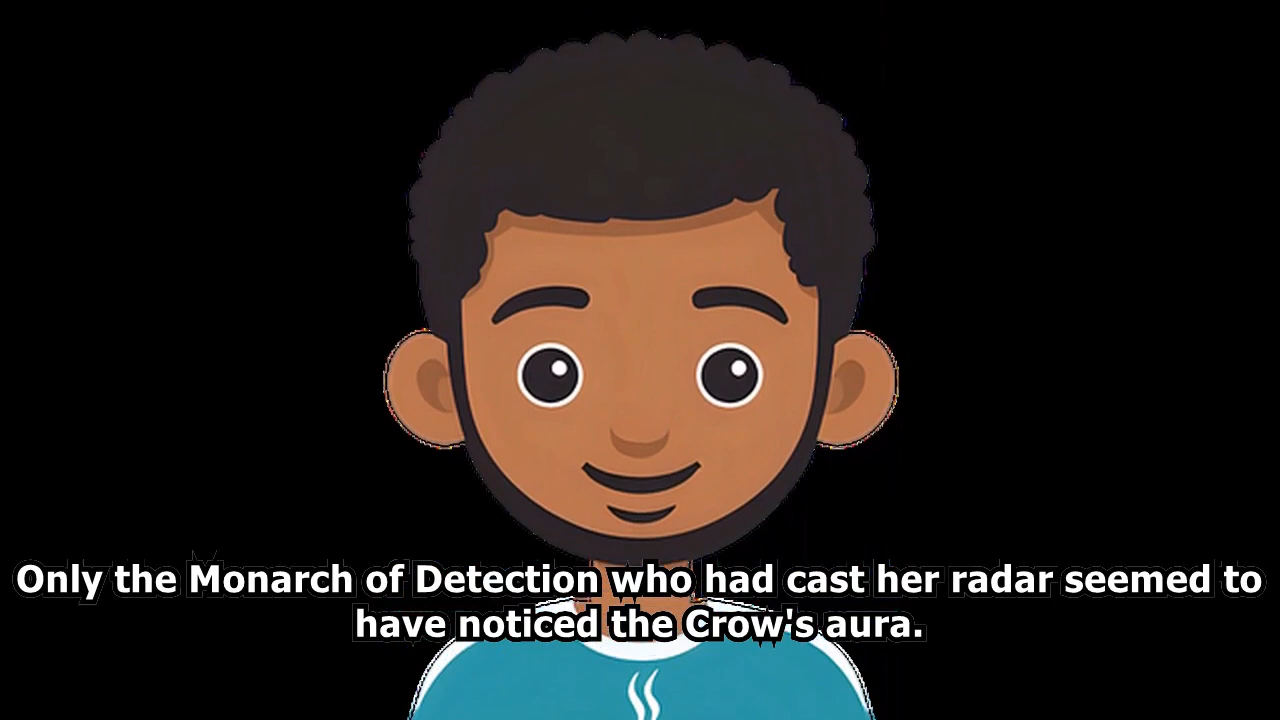 Only the Monarch of Detection who had cast her radar seemed to
have noticed the Crow's aura.